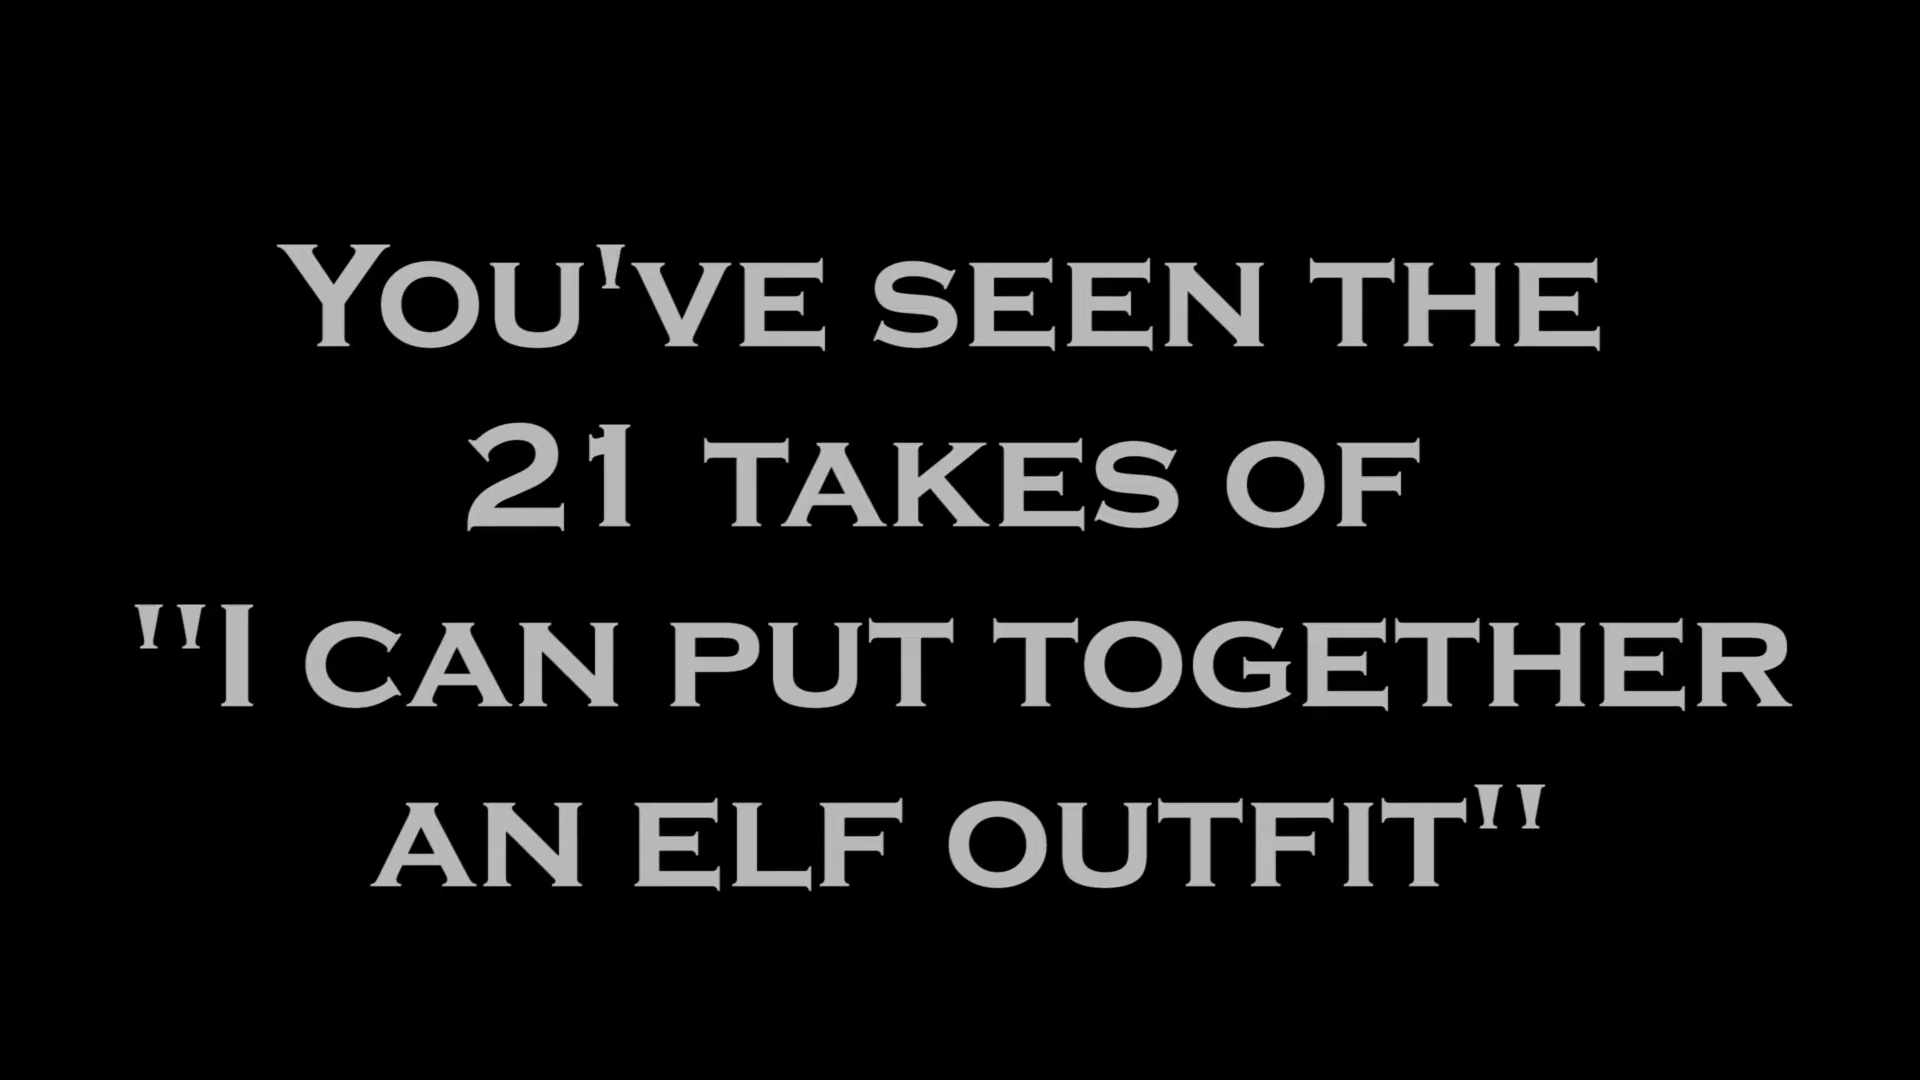 You've seen the
21 takes of
"I can put together
an elf outfit"